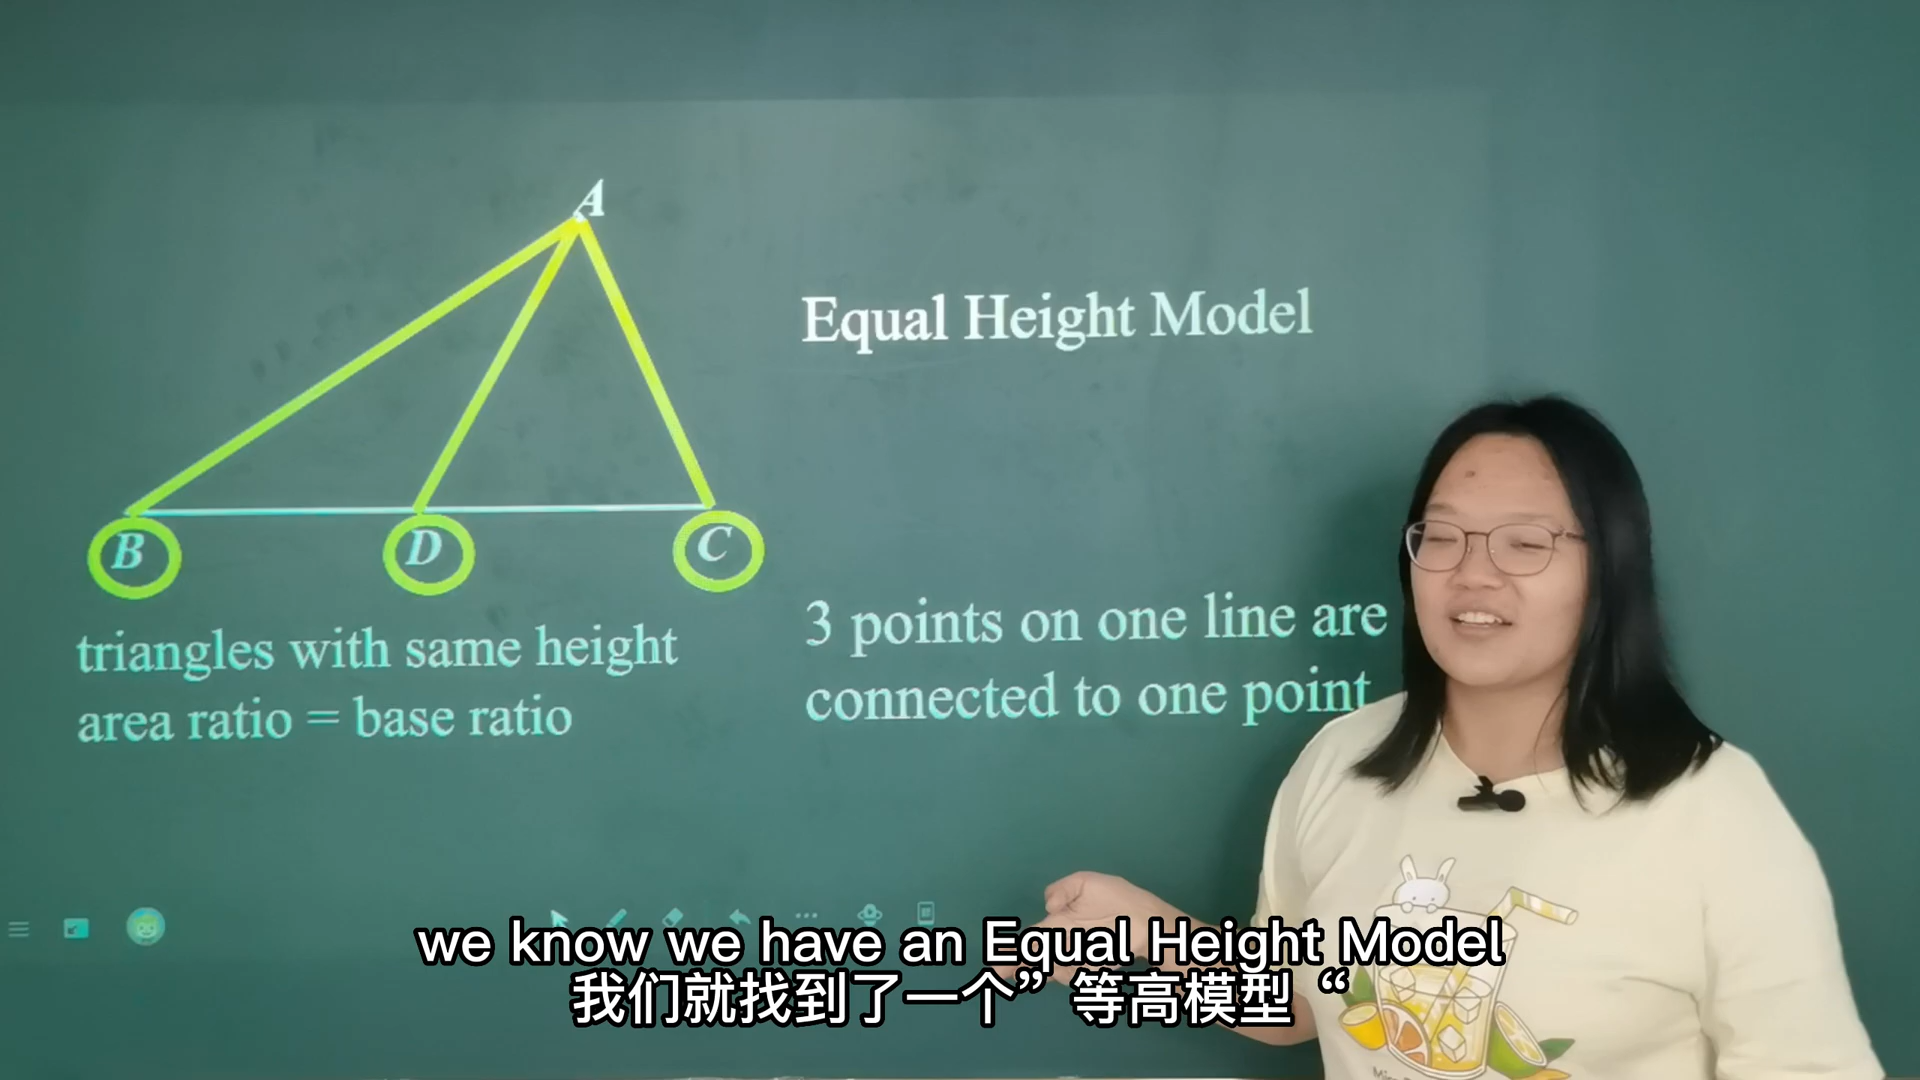 A
Equal Height Model
B
D
C
triangles with same height
area ratio = base ratio
3 points on one line are
connected to one point
we know we have an Equal Height Model
我们就找到了一个”等高模型“